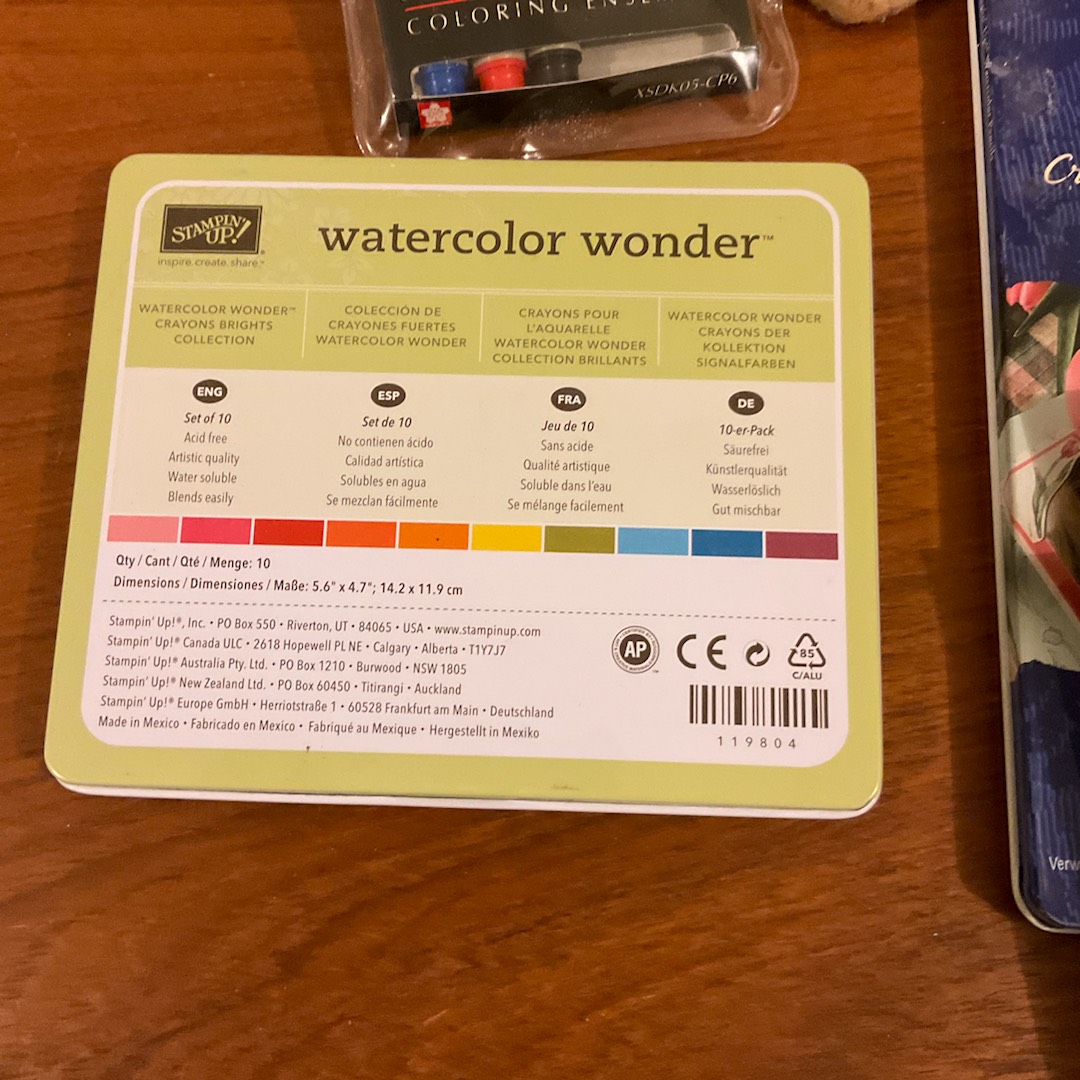 COLORING
XSDK05-CP6
STAMPIN' UP!®
inspire. create. share.™
watercolor wonder™
WATERCOLOR WONDER™
CRAYONS BRIGHTS
COLLECTION
COLECCIÓN DE
CRAYONES FUERTES
WATERCOLOR WONDER
CRAYONS POUR
L'AQUARELLE
WATERCOLOR WONDER
COLLECTION BRILLANTS
WATERCOLOR WONDER
CRAYONS DER
KOLLEKTION
SIGNALFARBEN
ENG
Set of 10
Acid free
Artistic quality
Water soluble
Blends easily
ESP
Set de 10
No contienen ácido
Calidad artística
Solubles en agua
Se mezclan fácilmente
FRA
Jeu de 10
Sans acide
Qualité artistique
Soluble dans l'eau
Se mélange facilement
DE
10-er-Pack
Säurefrei
Künstlerqualität
Wasserlöslich
Gut mischbar
Qty / Cant / Qté / Menge: 10
Dimensions / Dimensiones / Maße: 5.6" x 4.7"; 14.2 x 11.9 cm
Stampin' Up!®, Inc. • PO Box 550 • Riverton, UT • 84065 • USA • www.stampinup.com
Stampin' Up!® Canada ULC • 2618 Hopewell PL NE • Calgary • Alberta • T1Y7J7
Stampin' Up!® Australia Pty. Ltd. • PO Box 1210 • Burwood • NSW 1805
Stampin' Up!® New Zealand Ltd. • PO Box 60450 • Titirangi • Auckland
Stampin' Up!® Europe GmbH • Herriotstraße 1 • 60528 Frankfurt am Main • Deutschland
Made in Mexico • Fabricado en Mexico • Fabriqué au Mexique • Hergestellt in Mexiko
AP
CE
85
C/ALU
119804